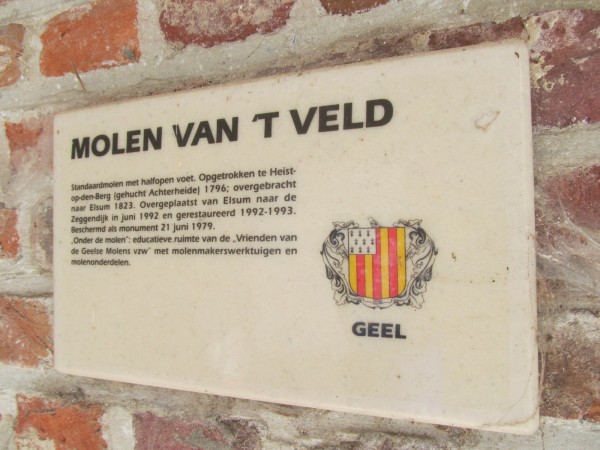 MOLEN VAN 'T VELD
Standaardmolen met halfopen voet. Opgetrokken te Heist-
op-den-Berg (gehucht Achterheide) 1796; overgebracht
naar Elsum 1823. Overgeplaatst van Elsum naar de
Zeggendijk in juni 1992 en gerestaureerd 1992-1993.
Beschermd als monument 21 juni 1979.
„Onder de molen": educatieve ruimte van de „Vrienden van
de Geelse Molens vzw" met molenmakerswerktuigen en
molenonderdelen.
GEEL